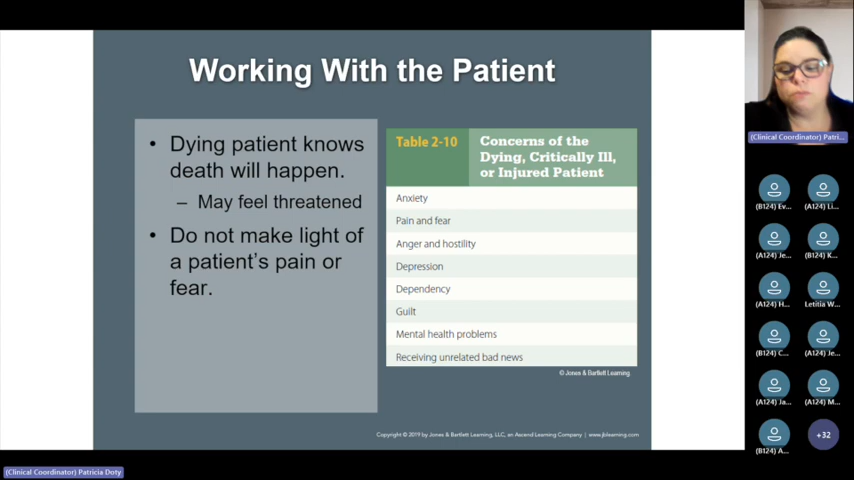 Working With the Patient
• Dying patient knows
death will happen.
– May feel threatened
• Do not make light of
a patient's pain or
fear.
Table 2-10
Concerns of the
Dying, Critically Ill,
or Injured Patient
Anxiety
Pain and fear
Anger and hostility
Depression
Dependency
Guilt
Mental health problems
Receiving unrelated bad news
© Jones & Bartlett Learning.
Copyright © 2019 by Jones & Bartlett Learning, LLC, an Ascend Learning Company | www.jblearning.com
(Clinical Coordinator) Patri...
(B124) Ev...
(A124) Li...
(A124) Je...
(B124) K...
(A124) H...
Letitia W...
(B124) C...
(A124) Je...
(A124) Ja...
(A124) M...
(B124) A...
+32
(Clinical Coordinator) Patricia Doty